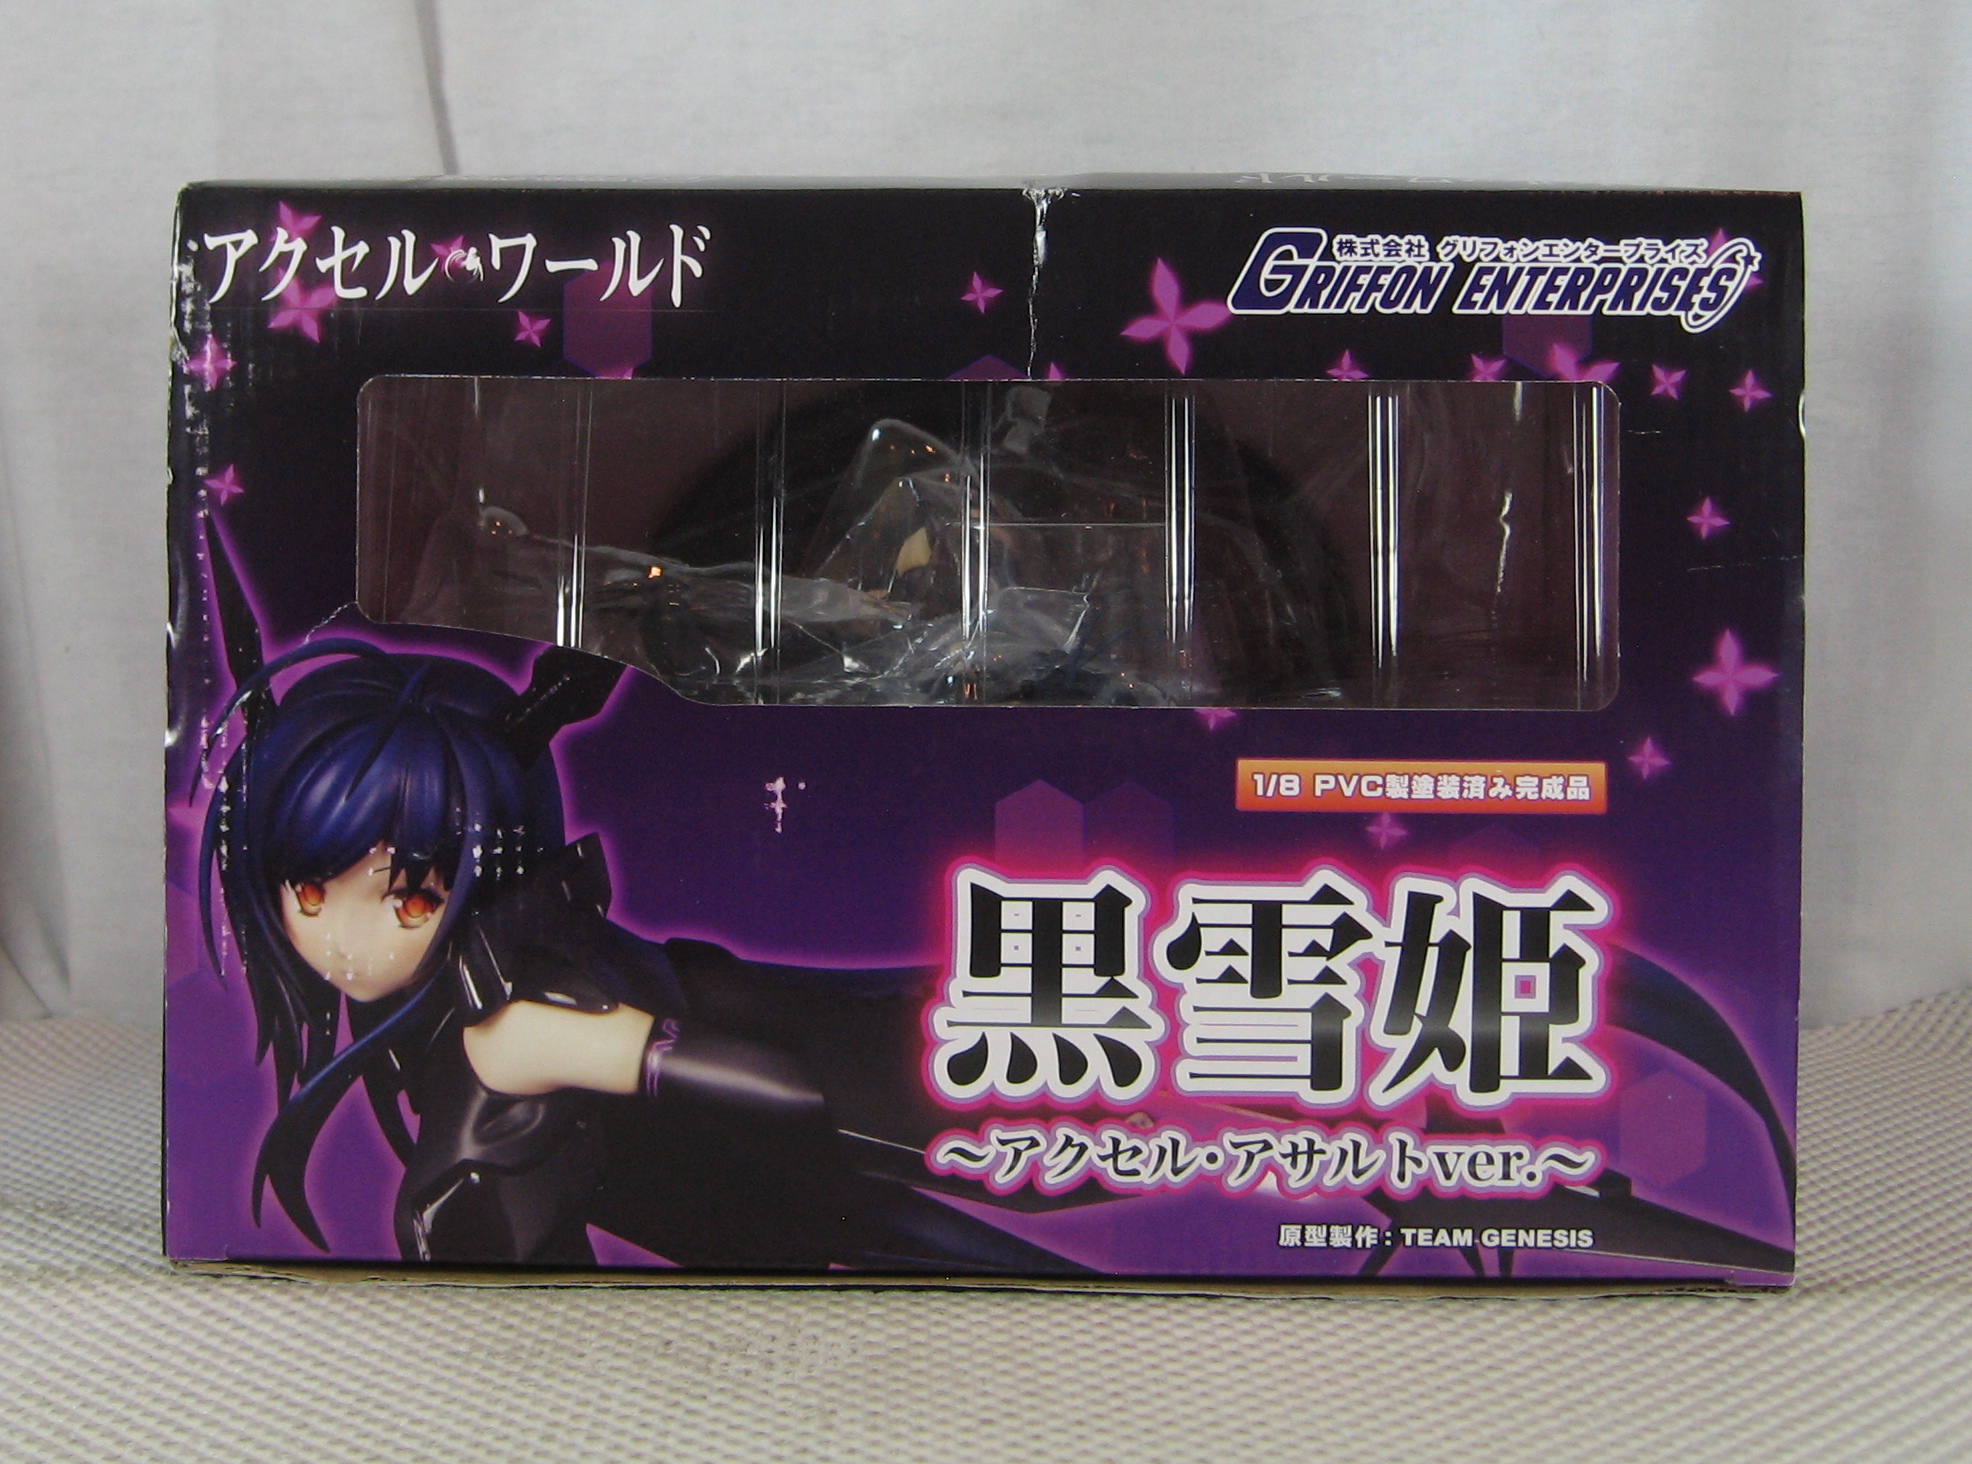 アクセル・ワールド
株式会社 グリフォンエンタープライズ
GRIFFON ENTERPRISES
1/8 PVC製塗装済み完成品
黒雪姫
～アクセル・アサルトver.～
原型製作：TEAM GENESIS